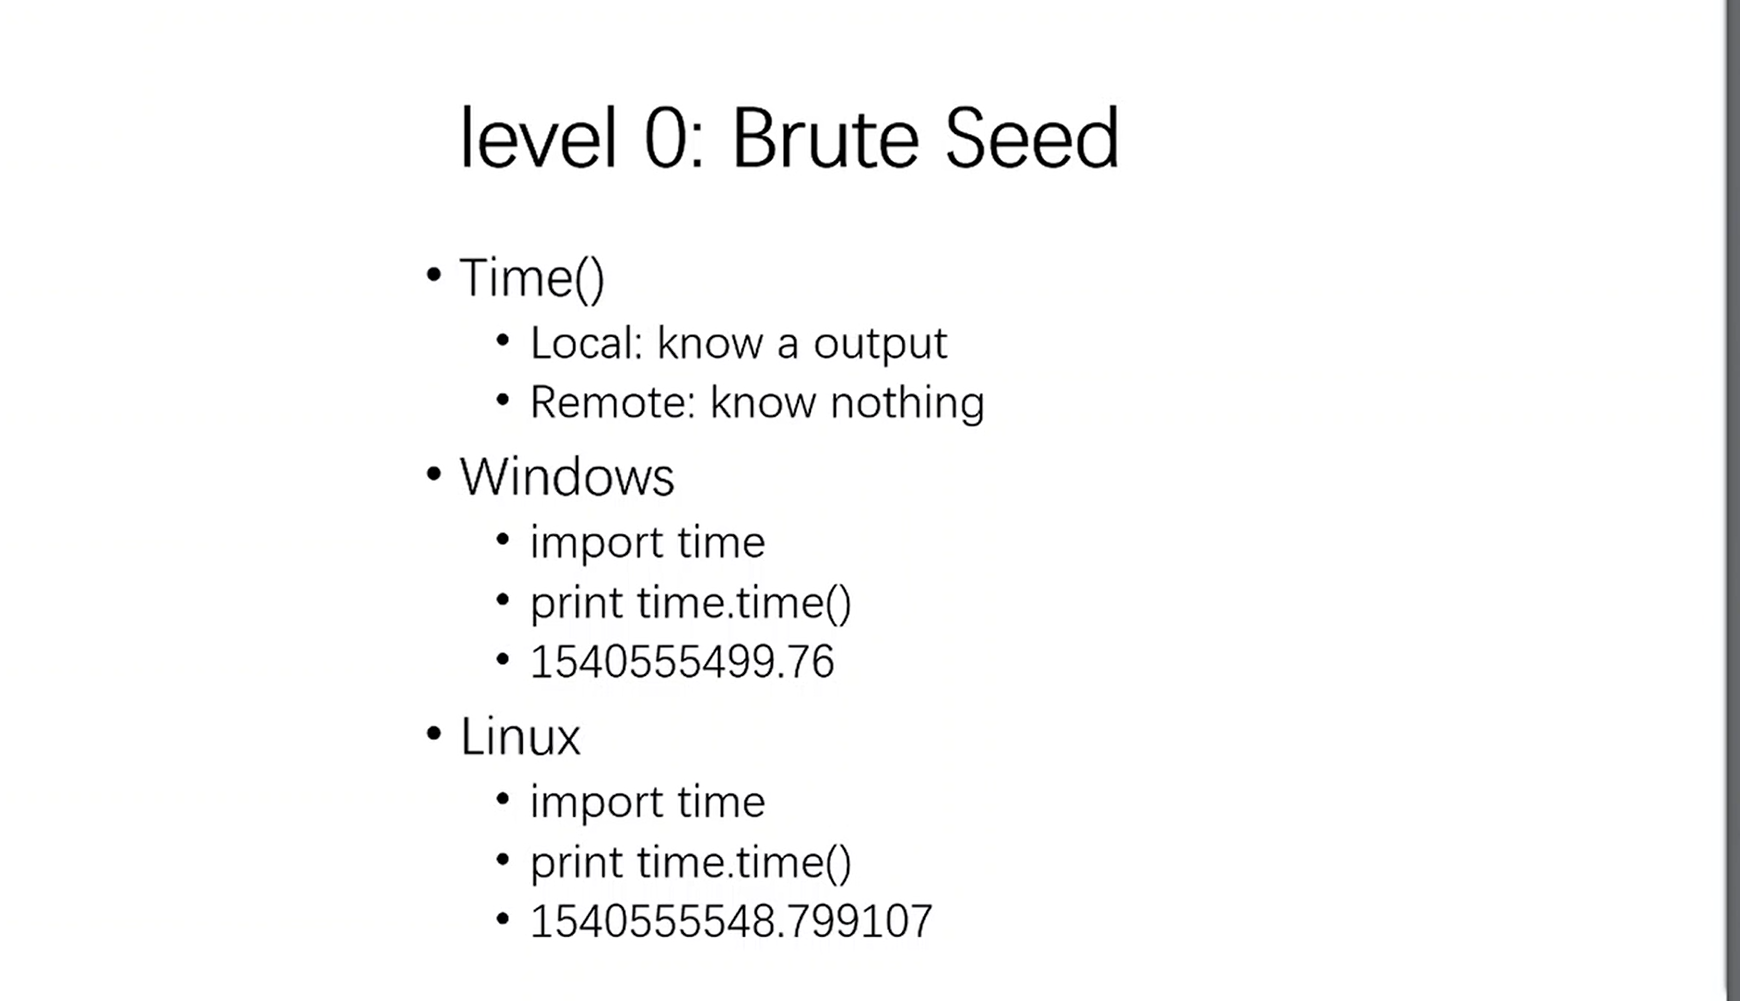 level 0: Brute Seed
• Time()
• Local: know a output
• Remote: know nothing
• Windows
• import time
• print time.time()
• 1540555499.76
• Linux
• import time
• print time.time()
• 1540555548.799107